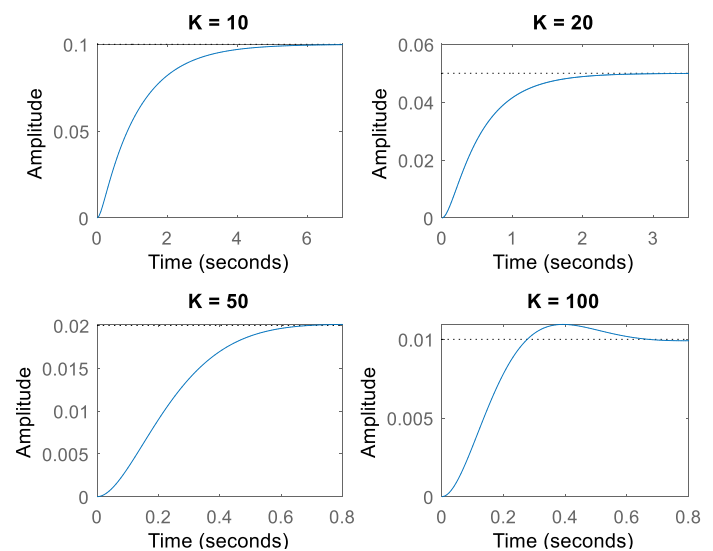 K = 10
Amplitude
0.1
0.05
0
0 2 4 6
Time (seconds)
K = 20
Amplitude
0.06
0.04
0.02
0
0 1 2 3
Time (seconds)
K = 50
Amplitude
0.02
0.015
0.01
0.005
0
0 0.2 0.4 0.6 0.8
Time (seconds)
K = 100
Amplitude
0.01
0.005
0
0 0.2 0.4 0.6 0.8
Time (seconds)